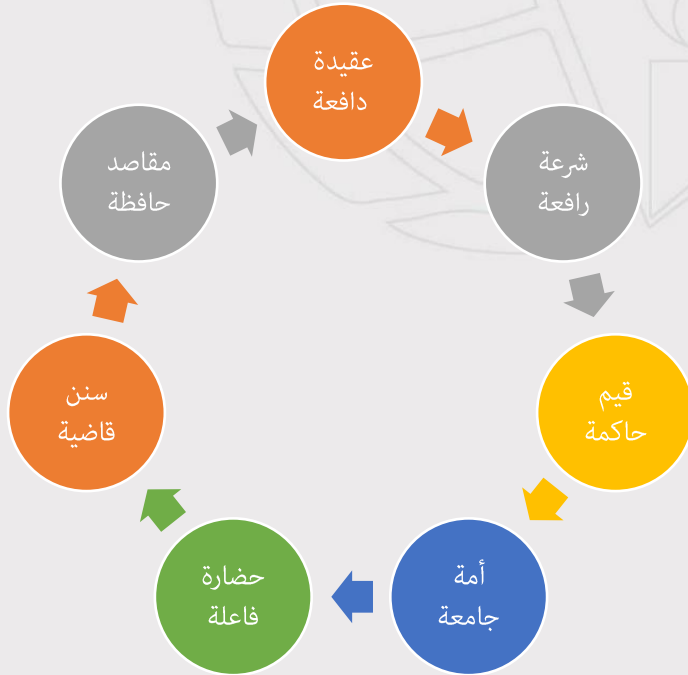 عقيدة
دافعة
شرعة
رافعة
قيم
حاكمة
أمة
جامعة
حضارة
فاعلة
سنن
قاضية
مقاصد
حافظة